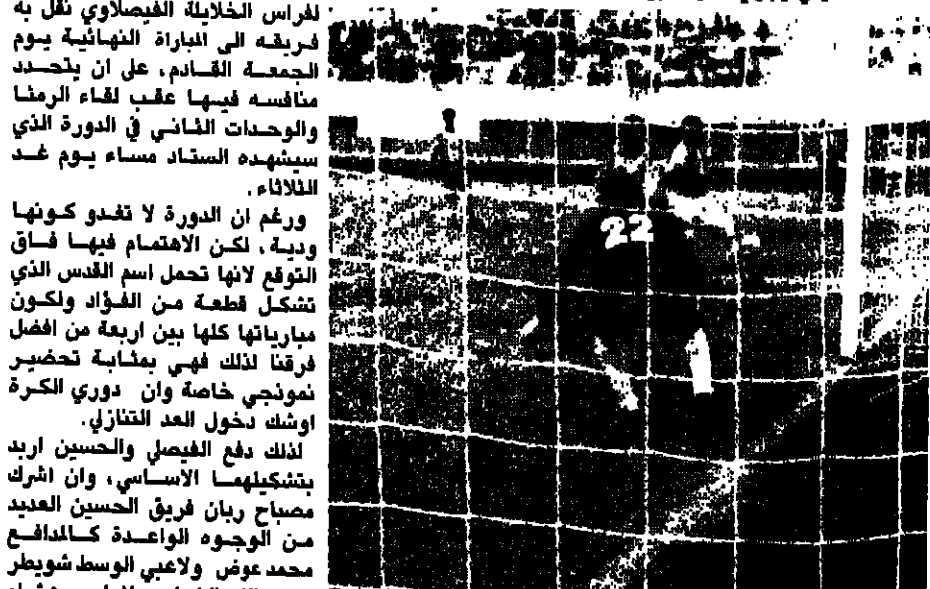 لفراس الخلايلة الفيصلاوي نقل به
فريقه الى المباراة النهائية يوم
الجمعة القادم، على ان يتحدد
منافسه فيها عقب لقاء الرمثا
والوحدات الثاني في الدورة الذي
سيشهده الستاد مساء يوم غد
الثلاثاء.
ورغم ان الدورة لا تغدو كونها
ودية، لكن الاهتمام فيها فاق
التوقع لانها تحمل اسم القدس الذي
تشكل قطعة من الفؤاد ولكون
مبارياتها كلها بين اربعة من افضل
فرقنا لذلك فهي بمثابة تحضير
نموذجي خاصة وان دوري الكرة
اوشك دخول العد التنازلي.
لذلك دفع الفيصلي والحسين اربد
بتشكيلهما الاساسي، وان اشرك
مصباح ربان فريق الحسين العديد
من الوجوه الواعدة كالمدافع
محمد عوض ولاعبي الوسط شويطر
22